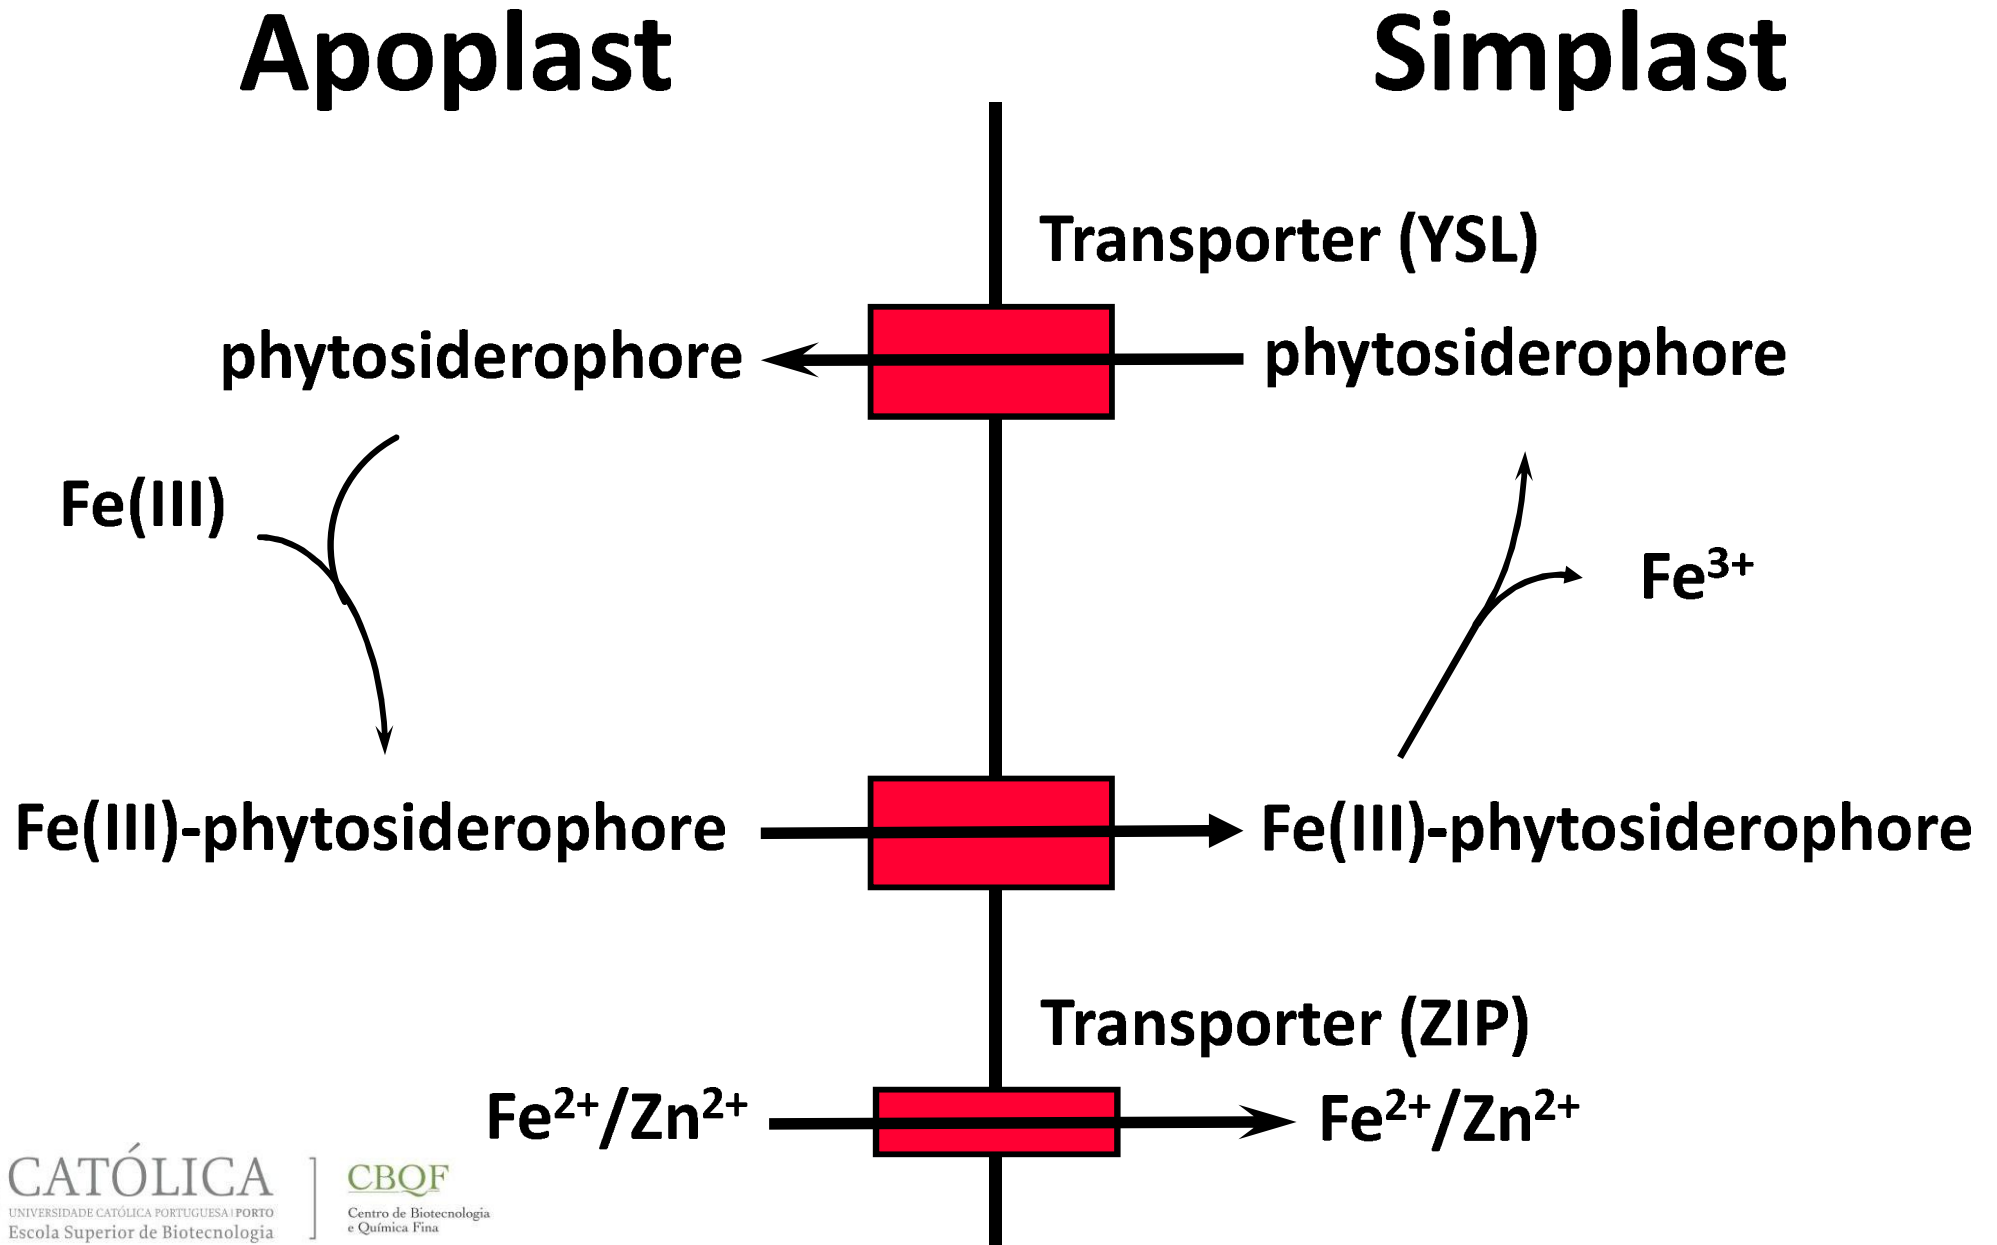 Apoplast
Simplast
Transporter (YSL)
phytosiderophore
phytosiderophore
Fe(III)
Fe³⁺
Fe(III)-phytosiderophore
Fe(III)-phytosiderophore
Transporter (ZIP)
Fe²⁺/Zn²⁺
Fe²⁺/Zn²⁺
CATÓLICA
UNIVERSIDADE CATÓLICA PORTUGUESA | PORTO
Escola Superior de Biotecnologia
CBQF
Centro de Biotecnologia
e Química Fina